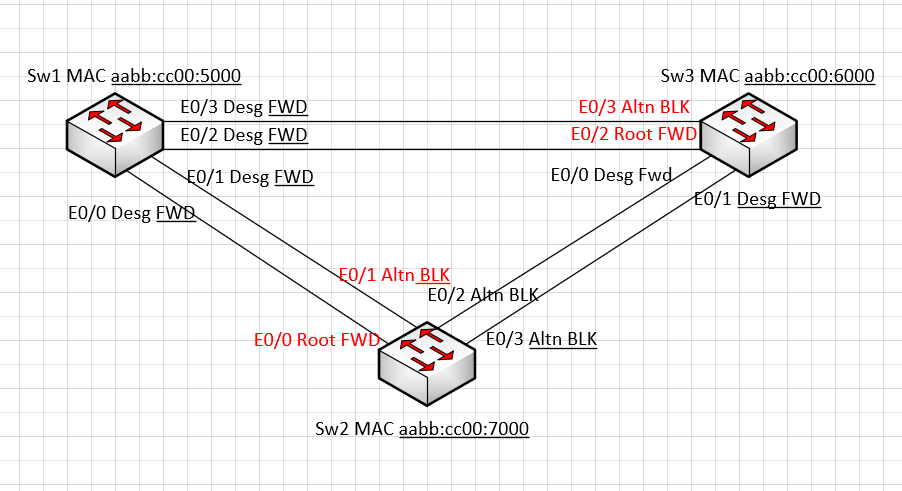 Sw1 MAC aabb:cc00:5000
Sw3 MAC aabb:cc00:6000
E0/3 Desg FWD
E0/3 Altn BLK
E0/2 Desg FWD
E0/2 Root FWD
E0/1 Desg FWD
E0/0 Desg Fwd
E0/0 Desg FWD
E0/1 Desg FWD
E0/1 Altn BLK
E0/2 Altn BLK
E0/0 Root FWD
E0/3 Altn BLK
Sw2 MAC aabb:cc00:7000